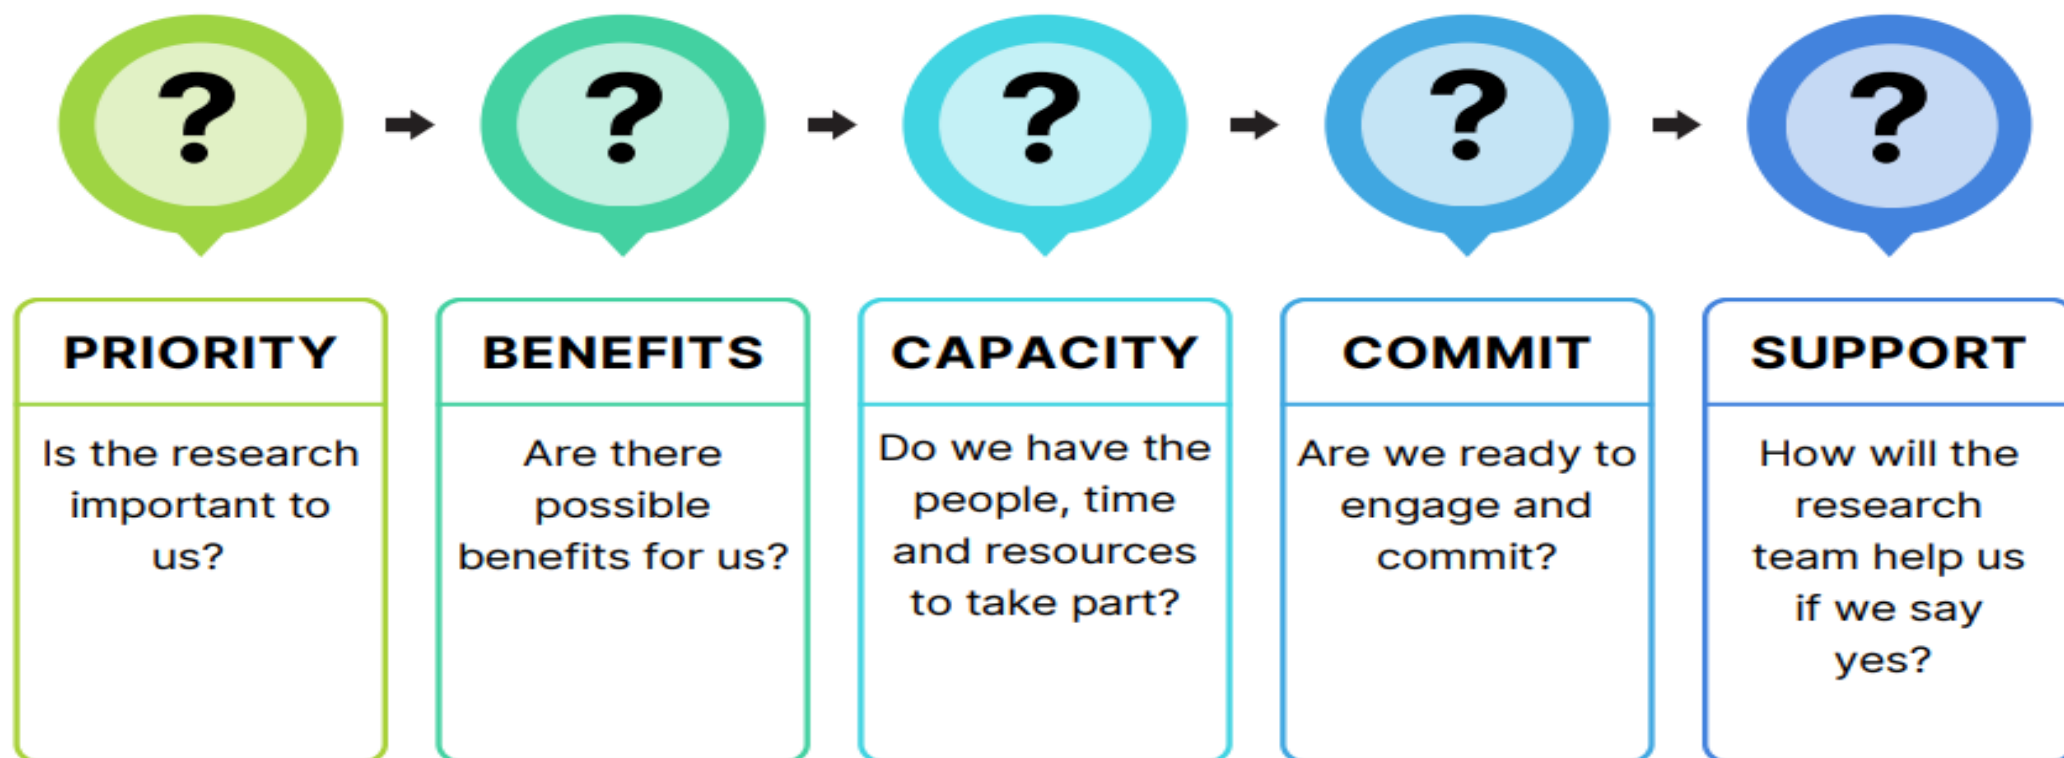 ?
?
?
?
?
PRIORITY
Is the research
important to
us?
BENEFITS
Are there
possible
benefits for us?
CAPACITY
Do we have the
people, time
and resources
to take part?
COMMIT
Are we ready to
engage and
commit?
SUPPORT
How will the
research
team help us
if we say
yes?